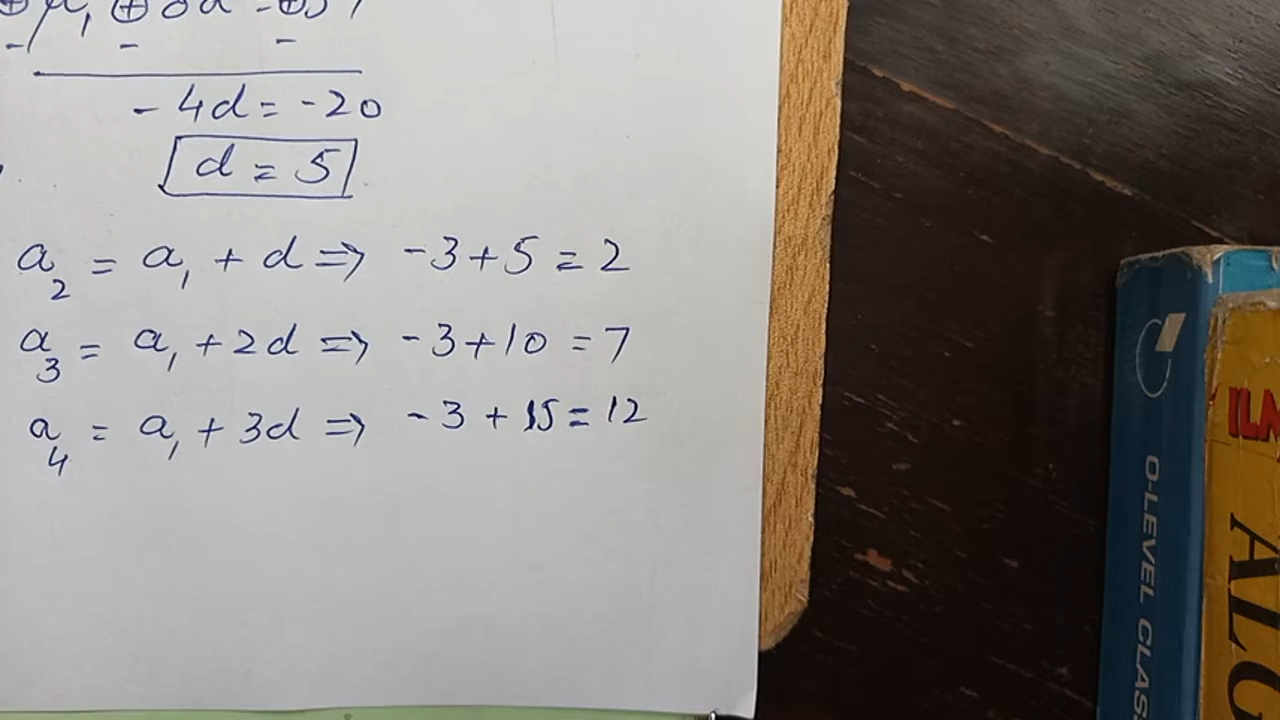 - - -
- 4d = -20
d = 5
a₂ = a₁ + d ⇒ -3+5 = 2
a₃ = a₁ + 2d ⇒ -3+10 = 7
a₄ = a₁ + 3d ⇒ -3 + 15 = 12
O-LEVEL CLAS